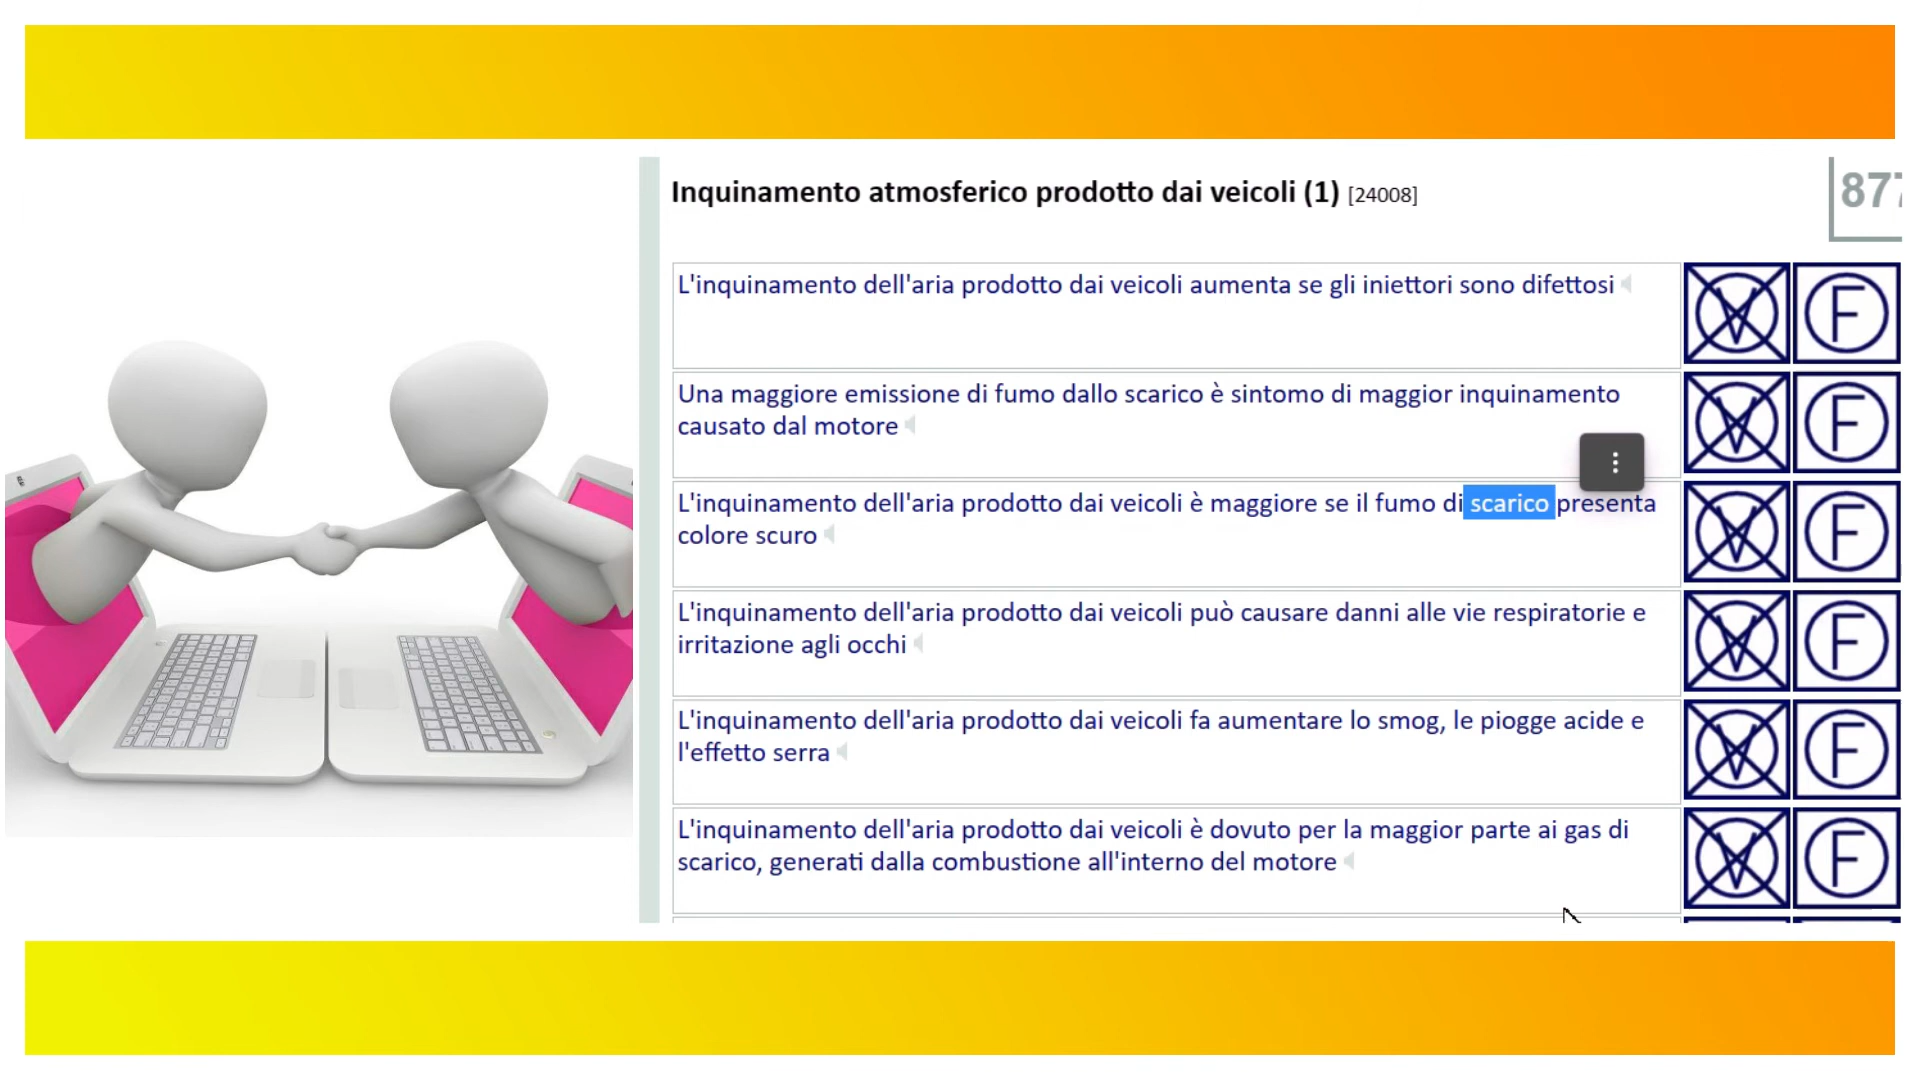 Inquinamento atmosferico prodotto dai veicoli (1) [24008]
877
L'inquinamento dell'aria prodotto dai veicoli aumenta se gli iniettori sono difettosi
V F
Una maggiore emissione di fumo dallo scarico è sintomo di maggior inquinamento
causato dal motore
V F
L'inquinamento dell'aria prodotto dai veicoli è maggiore se il fumo di scarico presenta
colore scuro
V F
L'inquinamento dell'aria prodotto dai veicoli può causare danni alle vie respiratorie e
irritazione agli occhi
V F
L'inquinamento dell'aria prodotto dai veicoli fa aumentare lo smog, le piogge acide e
l'effetto serra
V F
L'inquinamento dell'aria prodotto dai veicoli è dovuto per la maggior parte ai gas di
scarico, generati dalla combustione all'interno del motore
V F